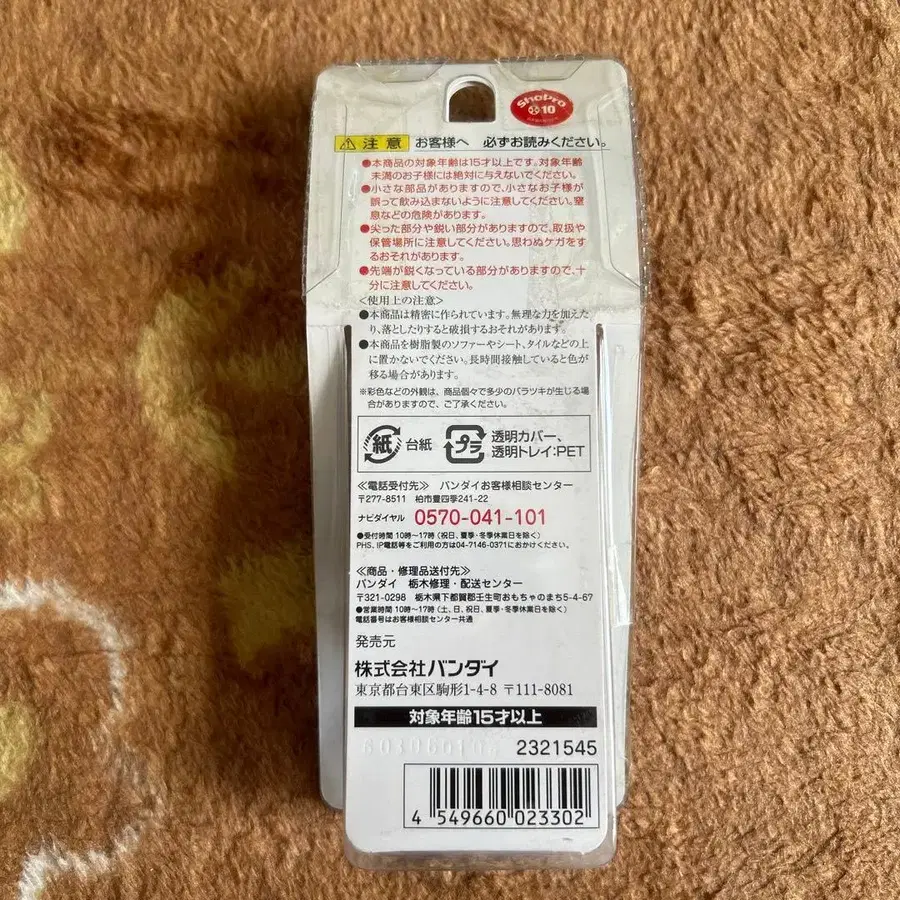 ShoPro
10
注意 お客様へ 必ずお読みください。
●本商品の対象年齢は15才以上です。対象年齢
未満のお子様には絶対に与えないでください。
●小さな部品がありますので、小さなお子様が
誤って飲み込まないように注意してください。窒
息などの危険があります。
●尖った部分や鋭い部分がありますので、取扱や
保管場所に注意してください。思わぬケガをす
るおそれがあります。
●先端が鋭くなっている部分がありますので、十
分に注意してください。
<使用上の注意>
●本商品は精密に作られています。無理な力を加えた
り、落としたりすると破損するおそれがあります。
●本商品を樹脂製のソファーやシート、タイルなどの上
に置かないでください。長時間接触していると色が
移る場合があります。
※彩色などの外観は、商品個々で多少のバラツキが生じる場
合がありますので、ご了承ください。
紙 台紙 プラ 透明カバー、
透明トレイ:PET
≪電話受付先≫ バンダイお客様相談センター
〒277-8511 柏市豊四季241-22
ナビダイヤル 0570-041-101
●受付時間 10時〜17時 (祝日、夏季・冬季休業日を除く)
PHS、IP電話等をご利用の方は04-7146-0371におかけください。
≪商品・修理品送付先≫
バンダイ 栃木修理・配送センター
〒321-0298 栃木県下都賀郡壬生町おもちゃのまち5-4-67
●営業時間 10時〜17時 (土、日、祝日、夏季・冬季休業日を除く)
電話番号はお客様相談センター共通
発売元
株式会社バンダイ
東京都台東区駒形1-4-8 〒111-8081
対象年齢15才以上
2321545
4 549660 023302